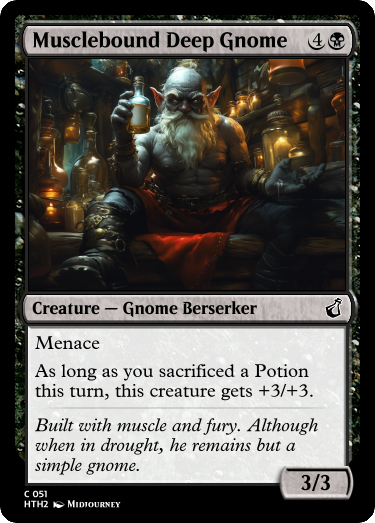 Musclebound Deep Gnome 4
Creature — Gnome Berserker
Menace
As long as you sacrificed a Potion
this turn, this creature gets +3/+3.
Built with muscle and fury. Although
when in drought, he remains but a
simple gnome.
3/3
C 051
HTH2 Midjourney